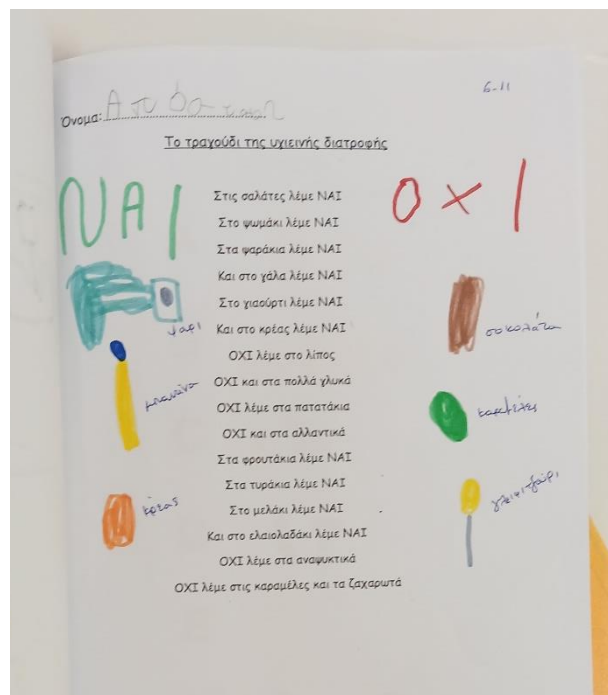 6-11
Όνομα:
Το τραγούδι της υγιεινής διατροφής
ΝΑΙ
ΟΧΙ
Στις σαλάτες λέμε ΝΑΙ
Στο ψωμάκι λέμε ΝΑΙ
Στα ψαράκια λέμε ΝΑΙ
Και στο γάλα λέμε ΝΑΙ
Στο γιαούρτι λέμε ΝΑΙ
ψαρι
Και στο κρέας λέμε ΝΑΙ
σοκολάτα
ΟΧΙ λέμε στο λίπος
ΟΧΙ και στα πολλά γλυκά
μπανάνα
ΟΧΙ λέμε στα πατατάκια
καραμέλες
ΟΧΙ και στα αλλαντικά
Στα φρουτάκια λέμε ΝΑΙ
Στα τυράκια λέμε ΝΑΙ
Στο μελάκι λέμε ΝΑΙ
κρέας
γλειφιτζούρι
Και στο ελαιολαδάκι λέμε ΝΑΙ
ΟΧΙ λέμε στα αναψυκτικά
ΟΧΙ λέμε στις καραμέλες και τα ζαχαρωτά